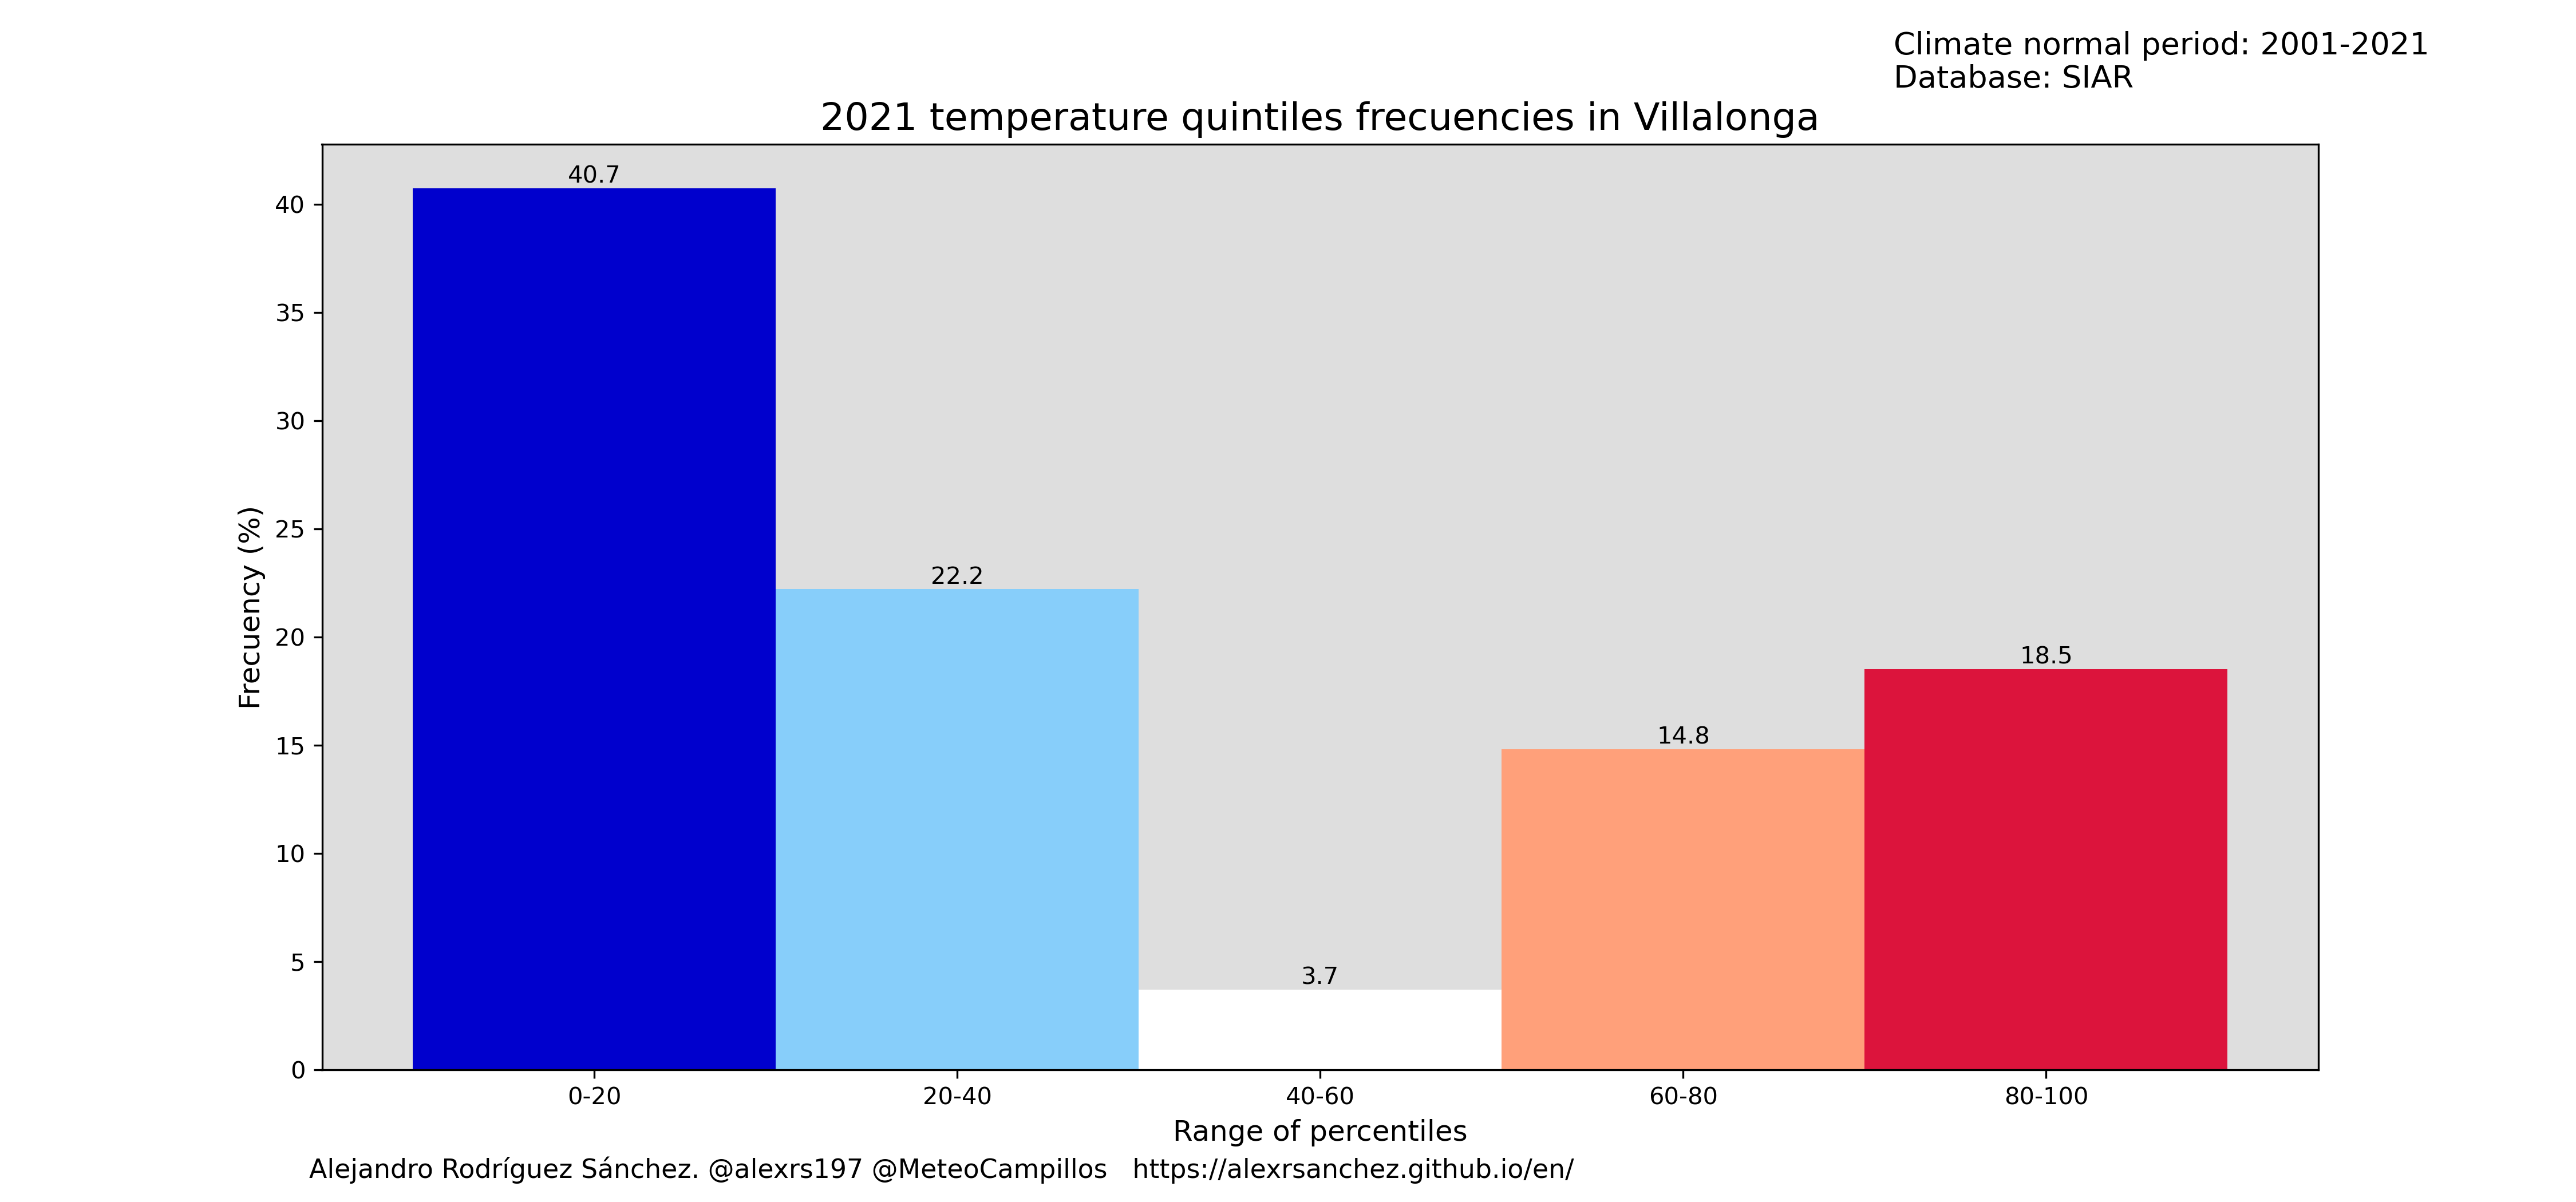 Climate normal period: 2001-2021
Database: SIAR
2021 temperature quintiles frecuencies in Villalonga
40.7
22.2
3.7
14.8
18.5
40
35
30
25
20
15
10
5
0
Frecuency (%)
0-20 20-40 40-60 60-80 80-100
Range of percentiles
Alejandro Rodríguez Sánchez. @alexrs197 @MeteoCampillos https://alexrsanchez.github.io/en/